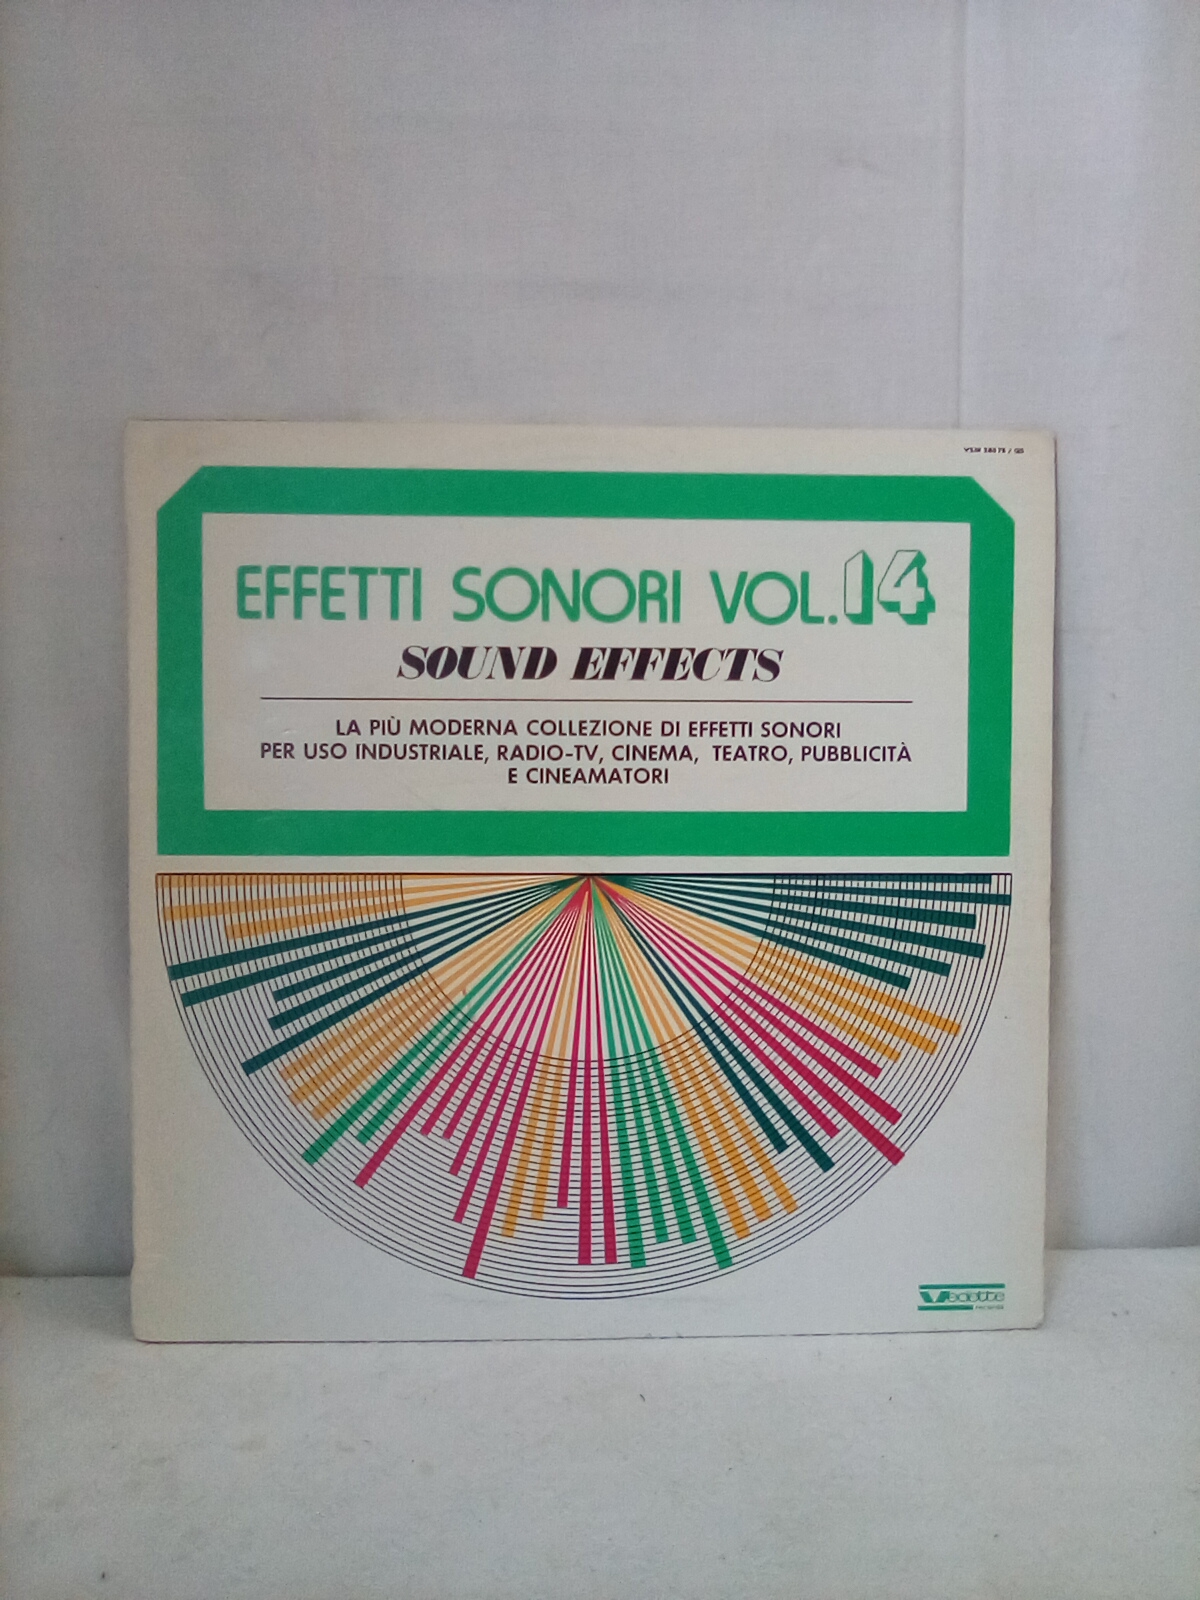 EFFETTI SONORI VOL.14
SOUND EFFECTS
LA PIÙ MODERNA COLLEZIONE DI EFFETTI SONORI
PER USO INDUSTRIALE, RADIO-TV, CINEMA, TEATRO, PUBBLICITÀ
E CINEAMATORI
Vedette